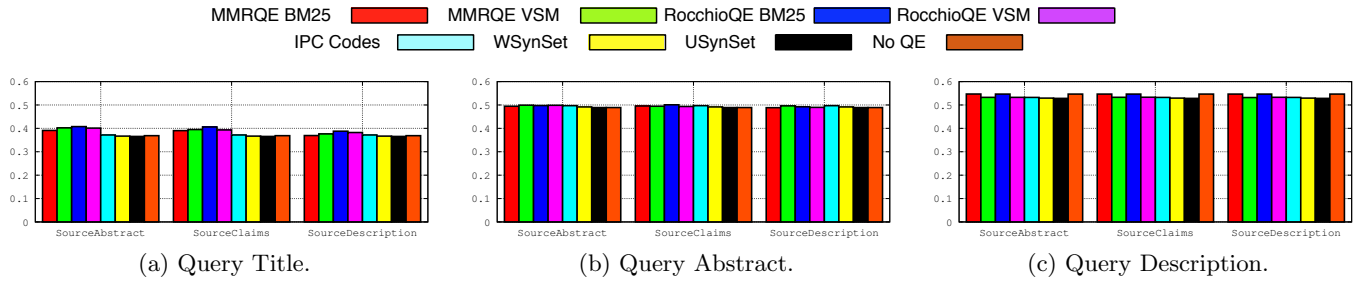 MMRQE BM25 MMRQE VSM RocchioQE BM25 RocchioQE VSM
IPC Codes WSynSet USynSet No QE
0.6 0.5 0.4 0.3 0.2 0.1 0
SourceAbstract SourceClaims SourceDescription
(a) Query Title.
0.6 0.5 0.4 0.3 0.2 0.1 0
SourceAbstract SourceClaims SourceDescription
(b) Query Abstract.
0.6 0.5 0.4 0.3 0.2 0.1 0
SourceAbstract SourceClaims SourceDescription
(c) Query Description.